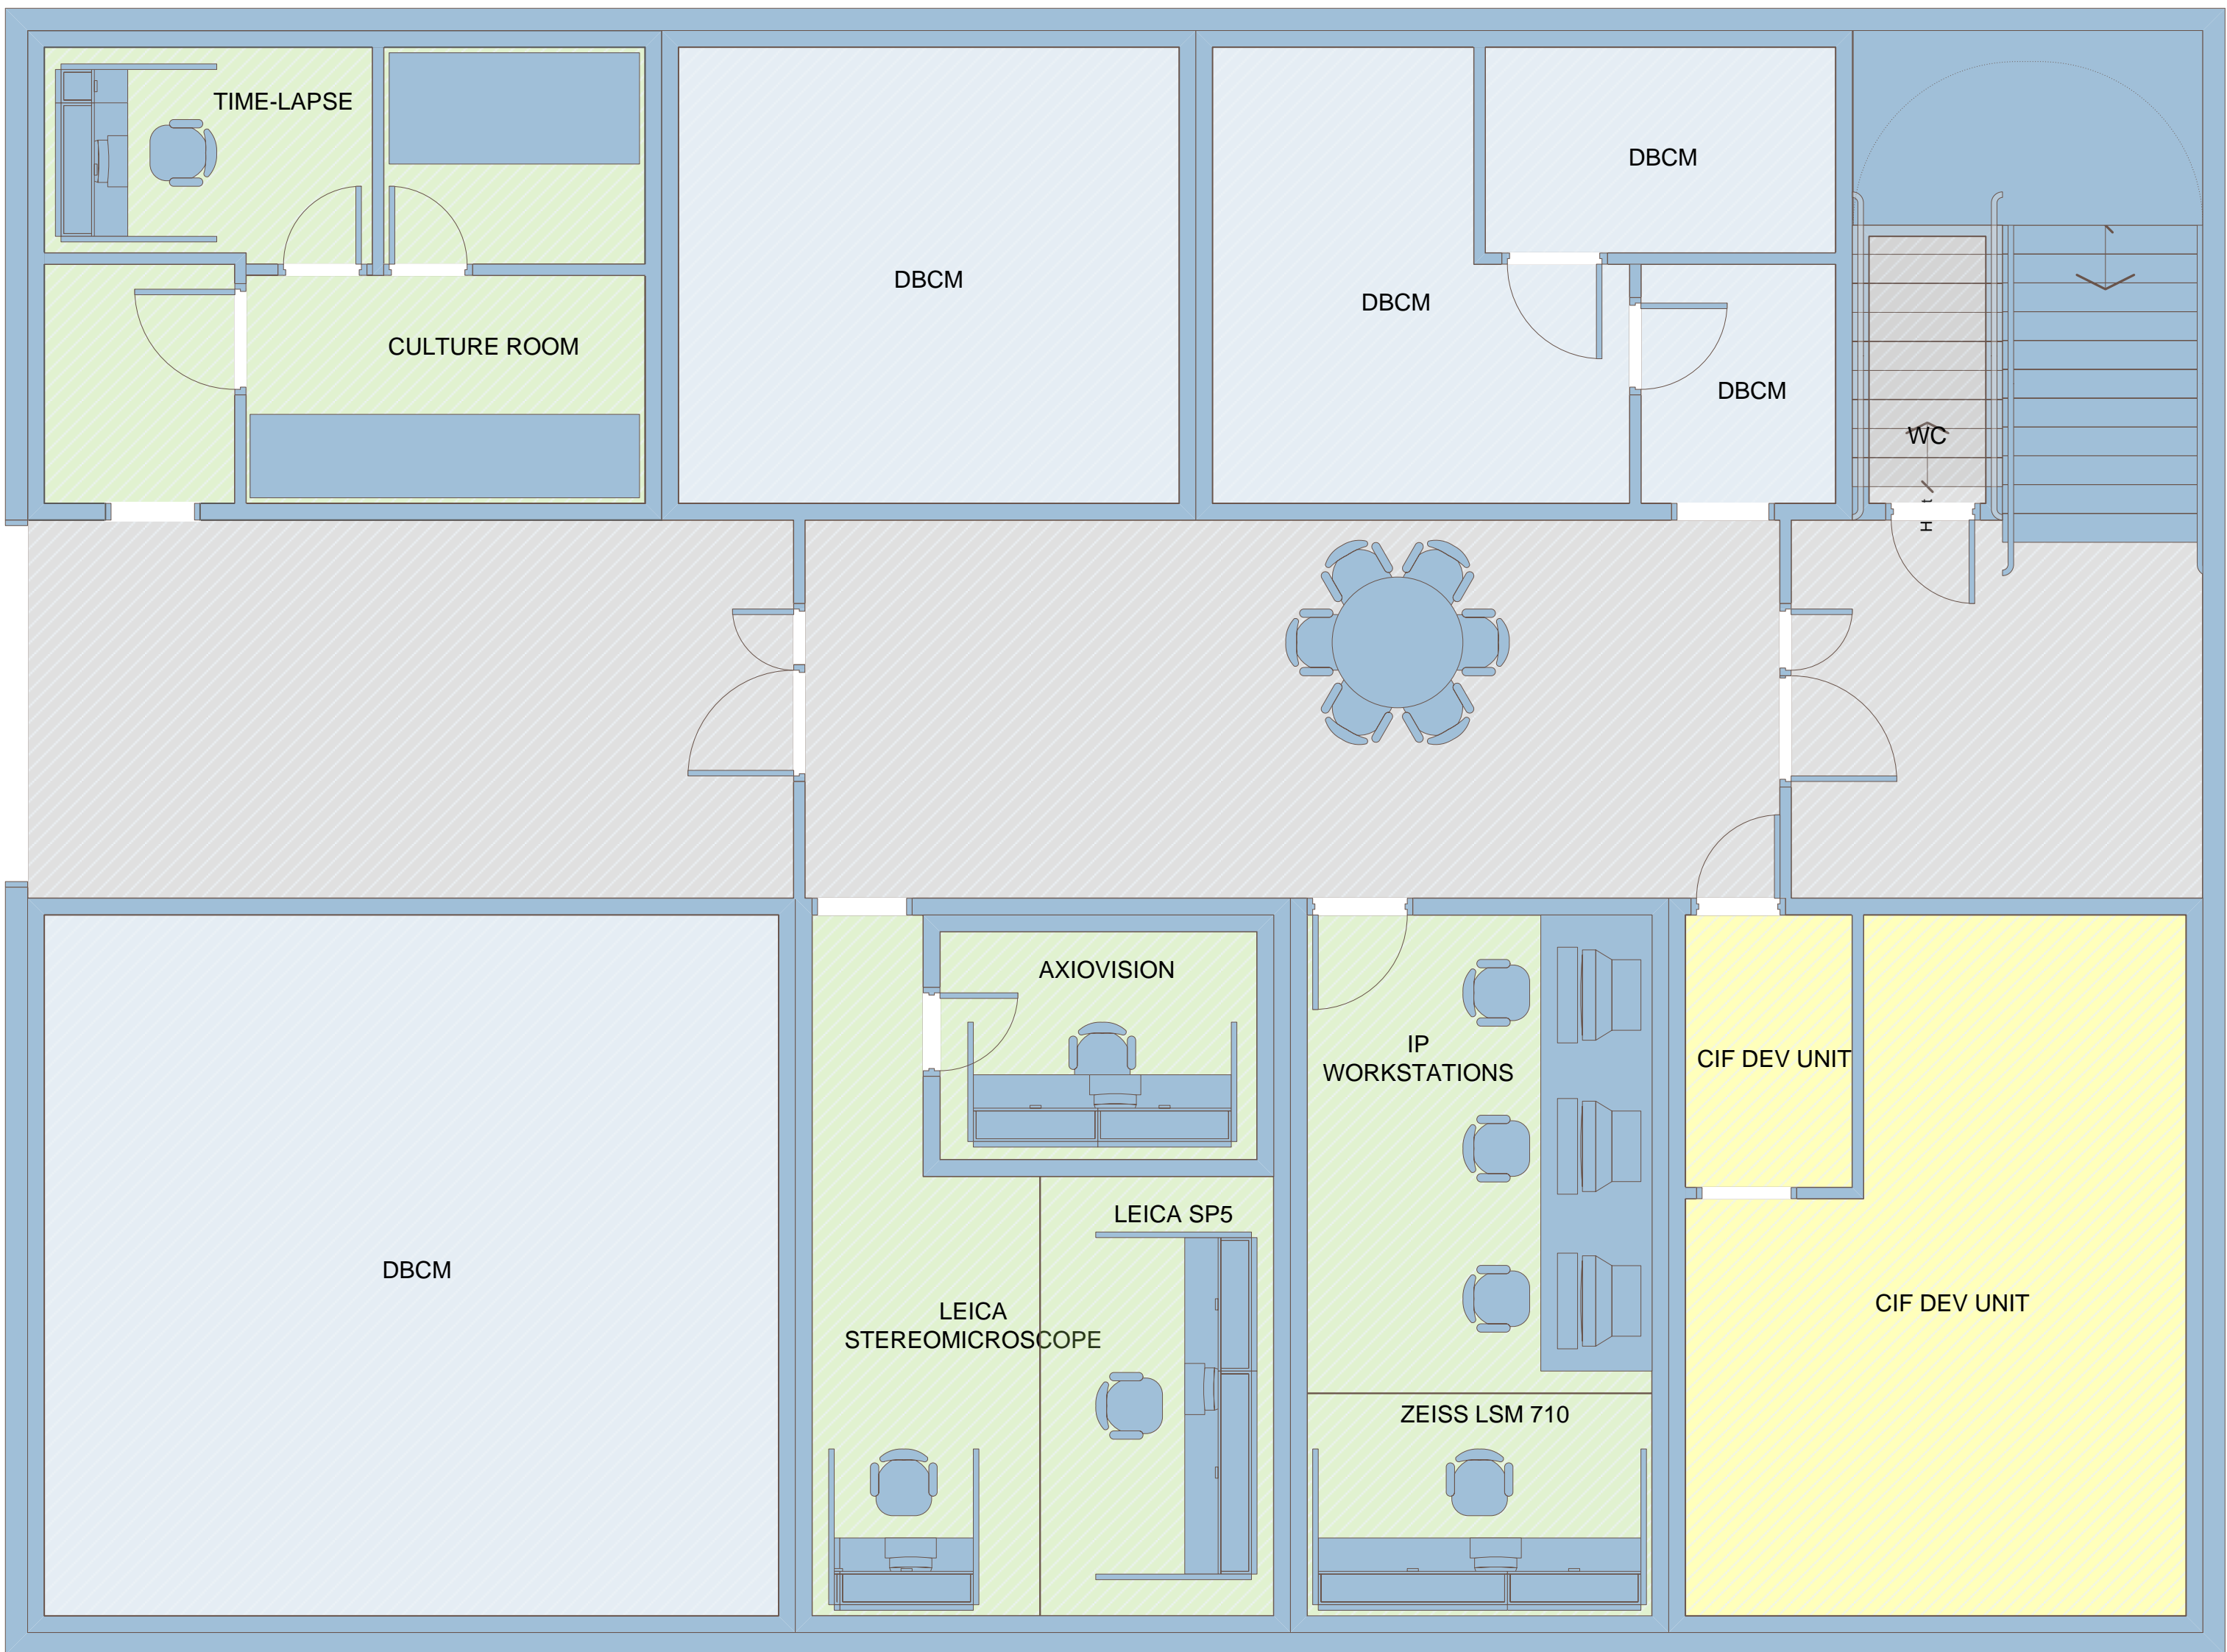 TIME-LAPSE
DBCM
DBCM
DBCM
CULTURE ROOM
DBCM
WC
H t
AXIOVISION
IP
WORKSTATIONS
CIF DEV UNIT
LEICA SP5
DBCM
LEICA
STEREOMICROSCOPE
CIF DEV UNIT
ZEISS LSM 710